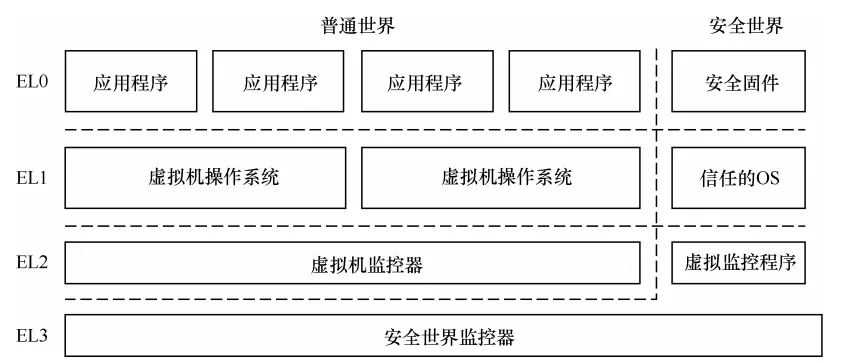 普通世界 安全世界
EL0 应用程序 应用程序 应用程序 应用程序 安全固件
EL1 虚拟机操作系统 虚拟机操作系统 信任的OS
EL2 虚拟机监控器 虚拟监控程序
EL3 安全世界监控器